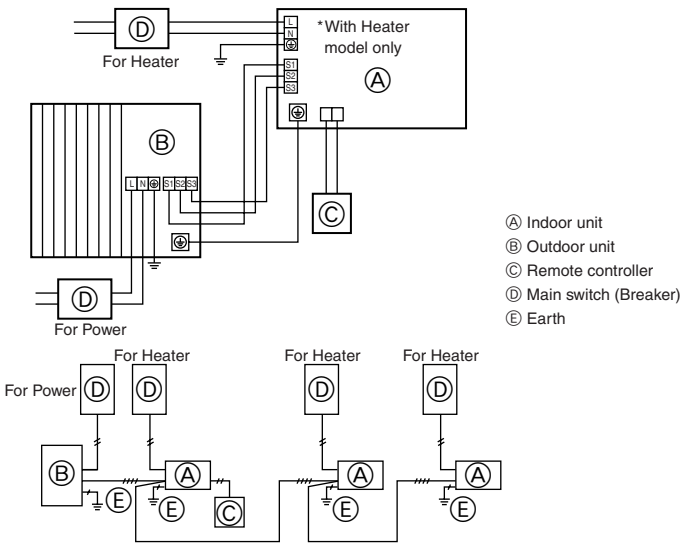 Ⓓ
For Heater
L
N
*With Heater
model only
S1
S2
S3
Ⓐ
Ⓑ
L N S1 S2 S3
Ⓒ
Ⓓ
For Power
Ⓐ Indoor unit
Ⓑ Outdoor unit
Ⓒ Remote controller
Ⓓ Main switch (Breaker)
Ⓔ Earth
For Heater For Heater For Heater
For Power Ⓓ Ⓓ Ⓓ Ⓓ
Ⓑ Ⓐ Ⓐ Ⓐ
Ⓔ Ⓔ Ⓒ Ⓔ Ⓔ